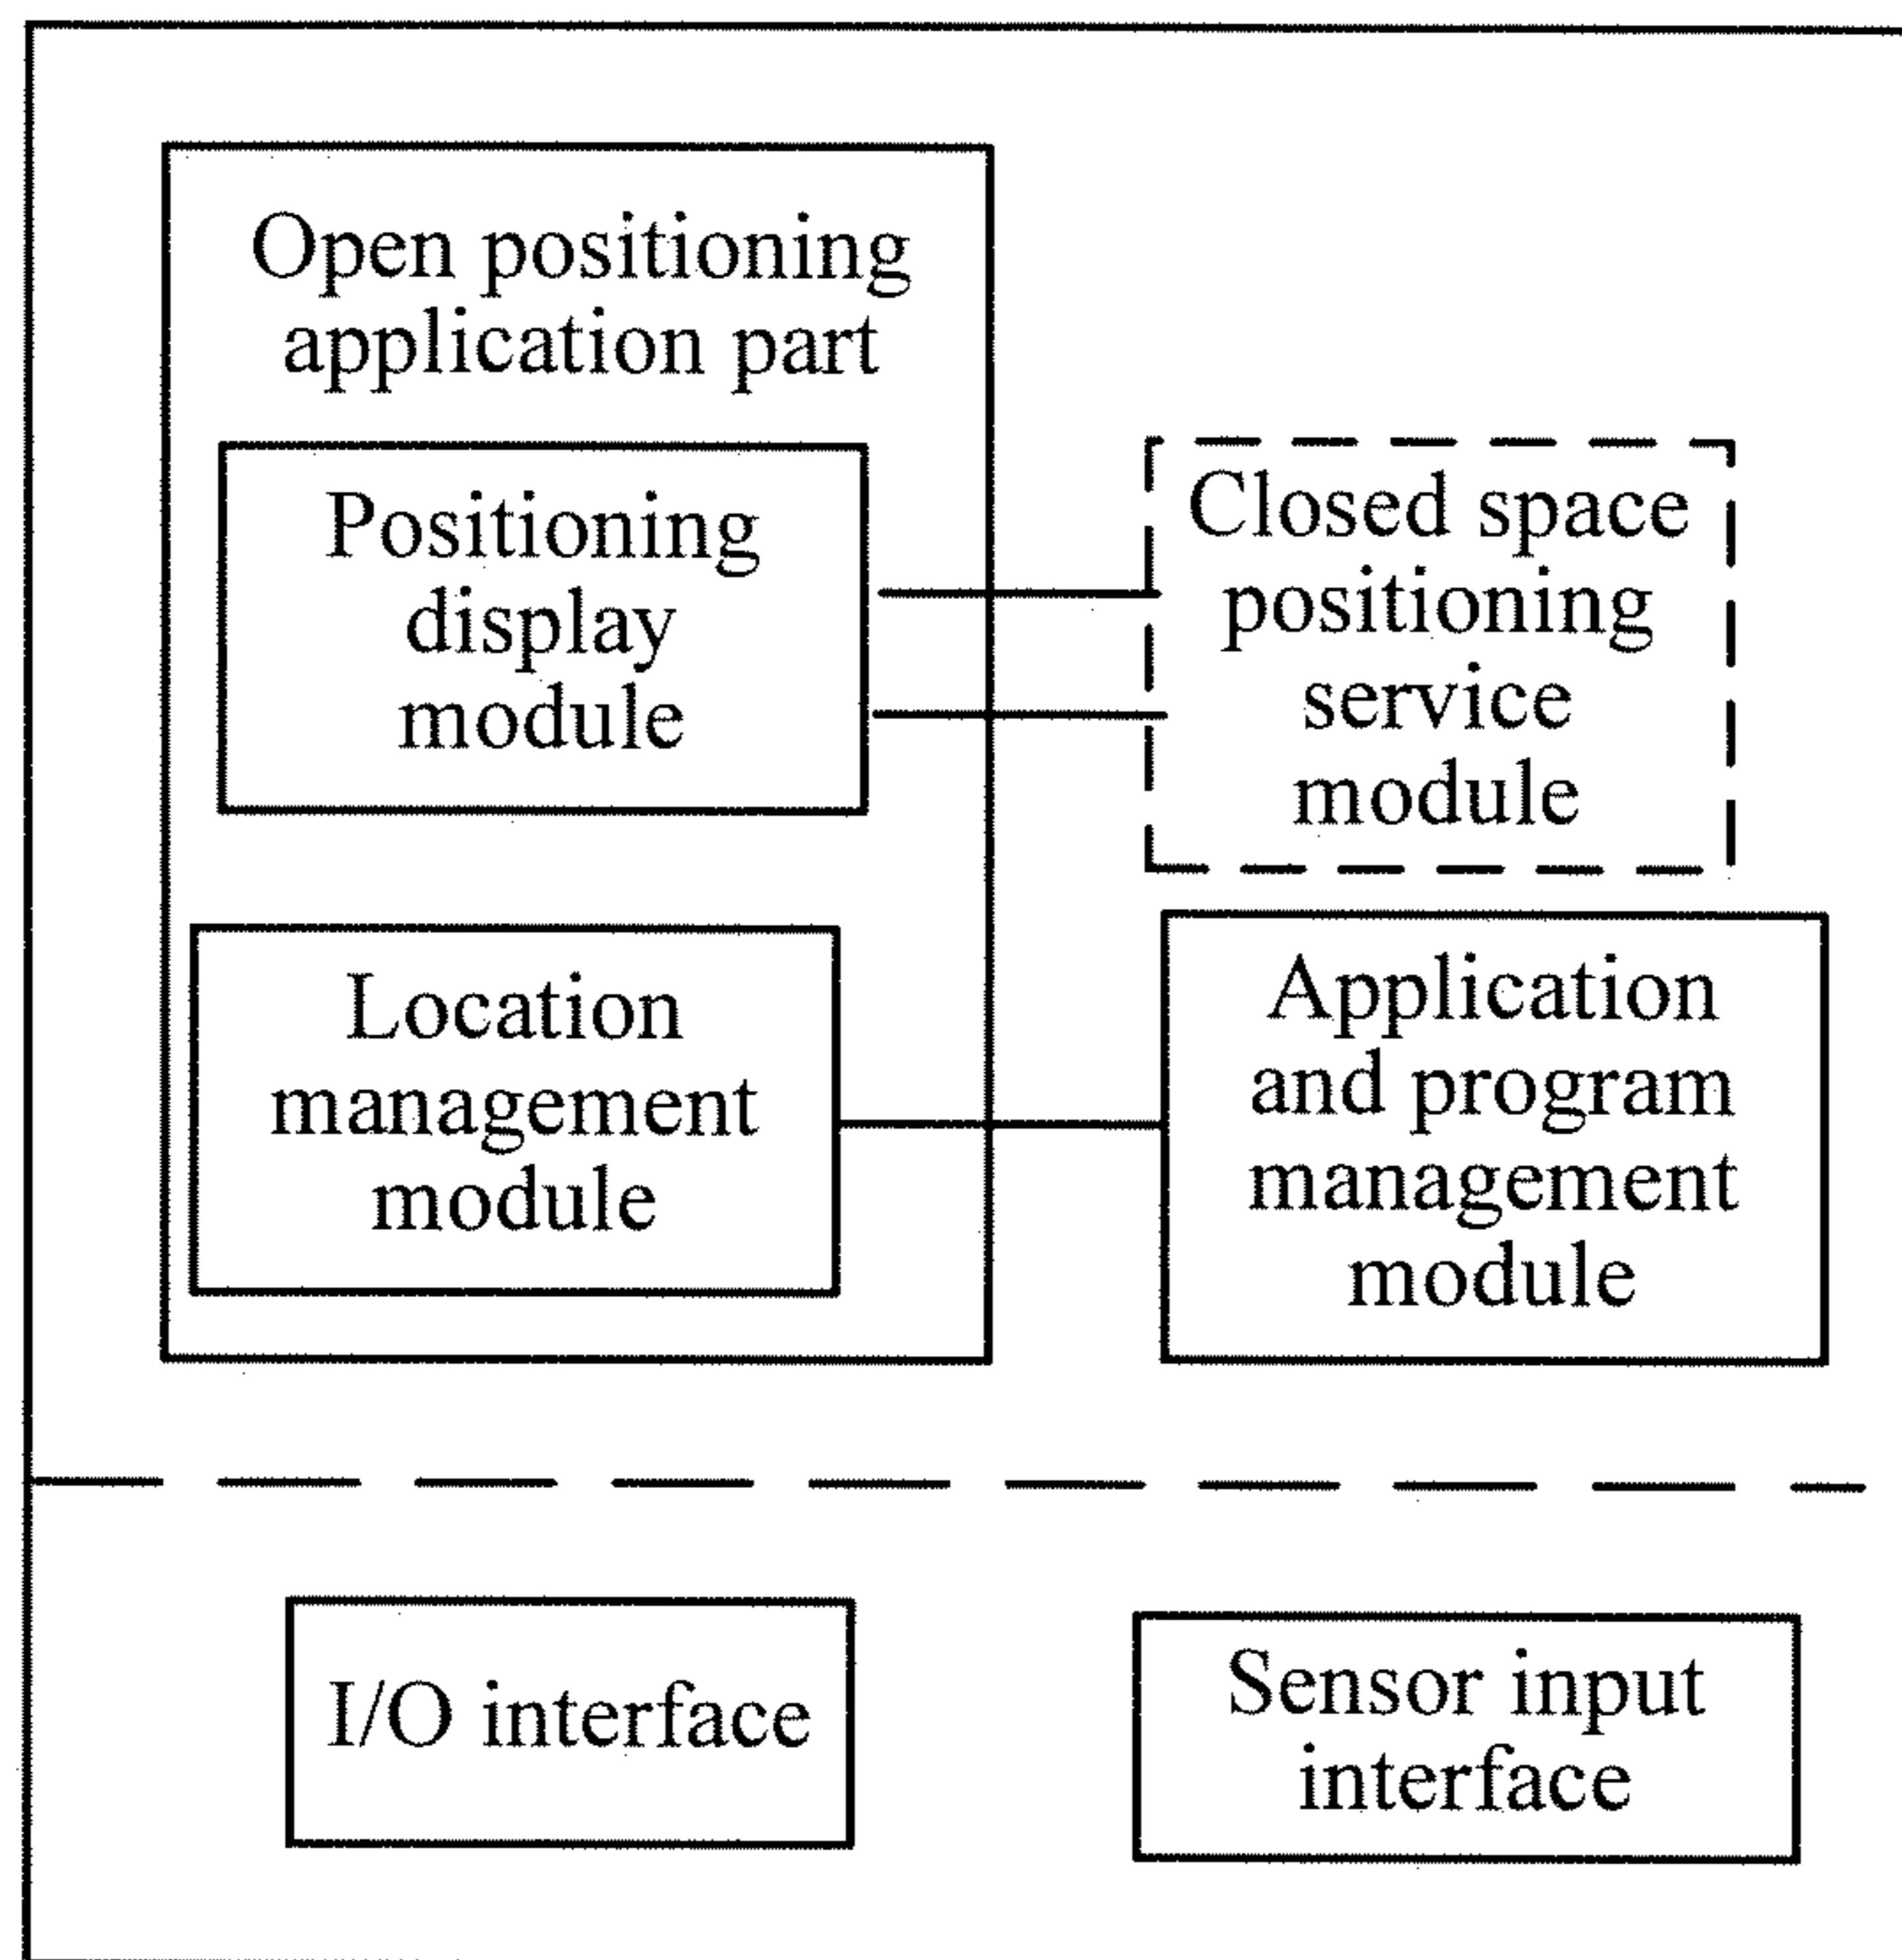 Open positioning
application part
Positioning
display
module
Closed space
positioning
service
module
Location
management
module
Application
and program
management
module
I/O interface
Sensor input
interface